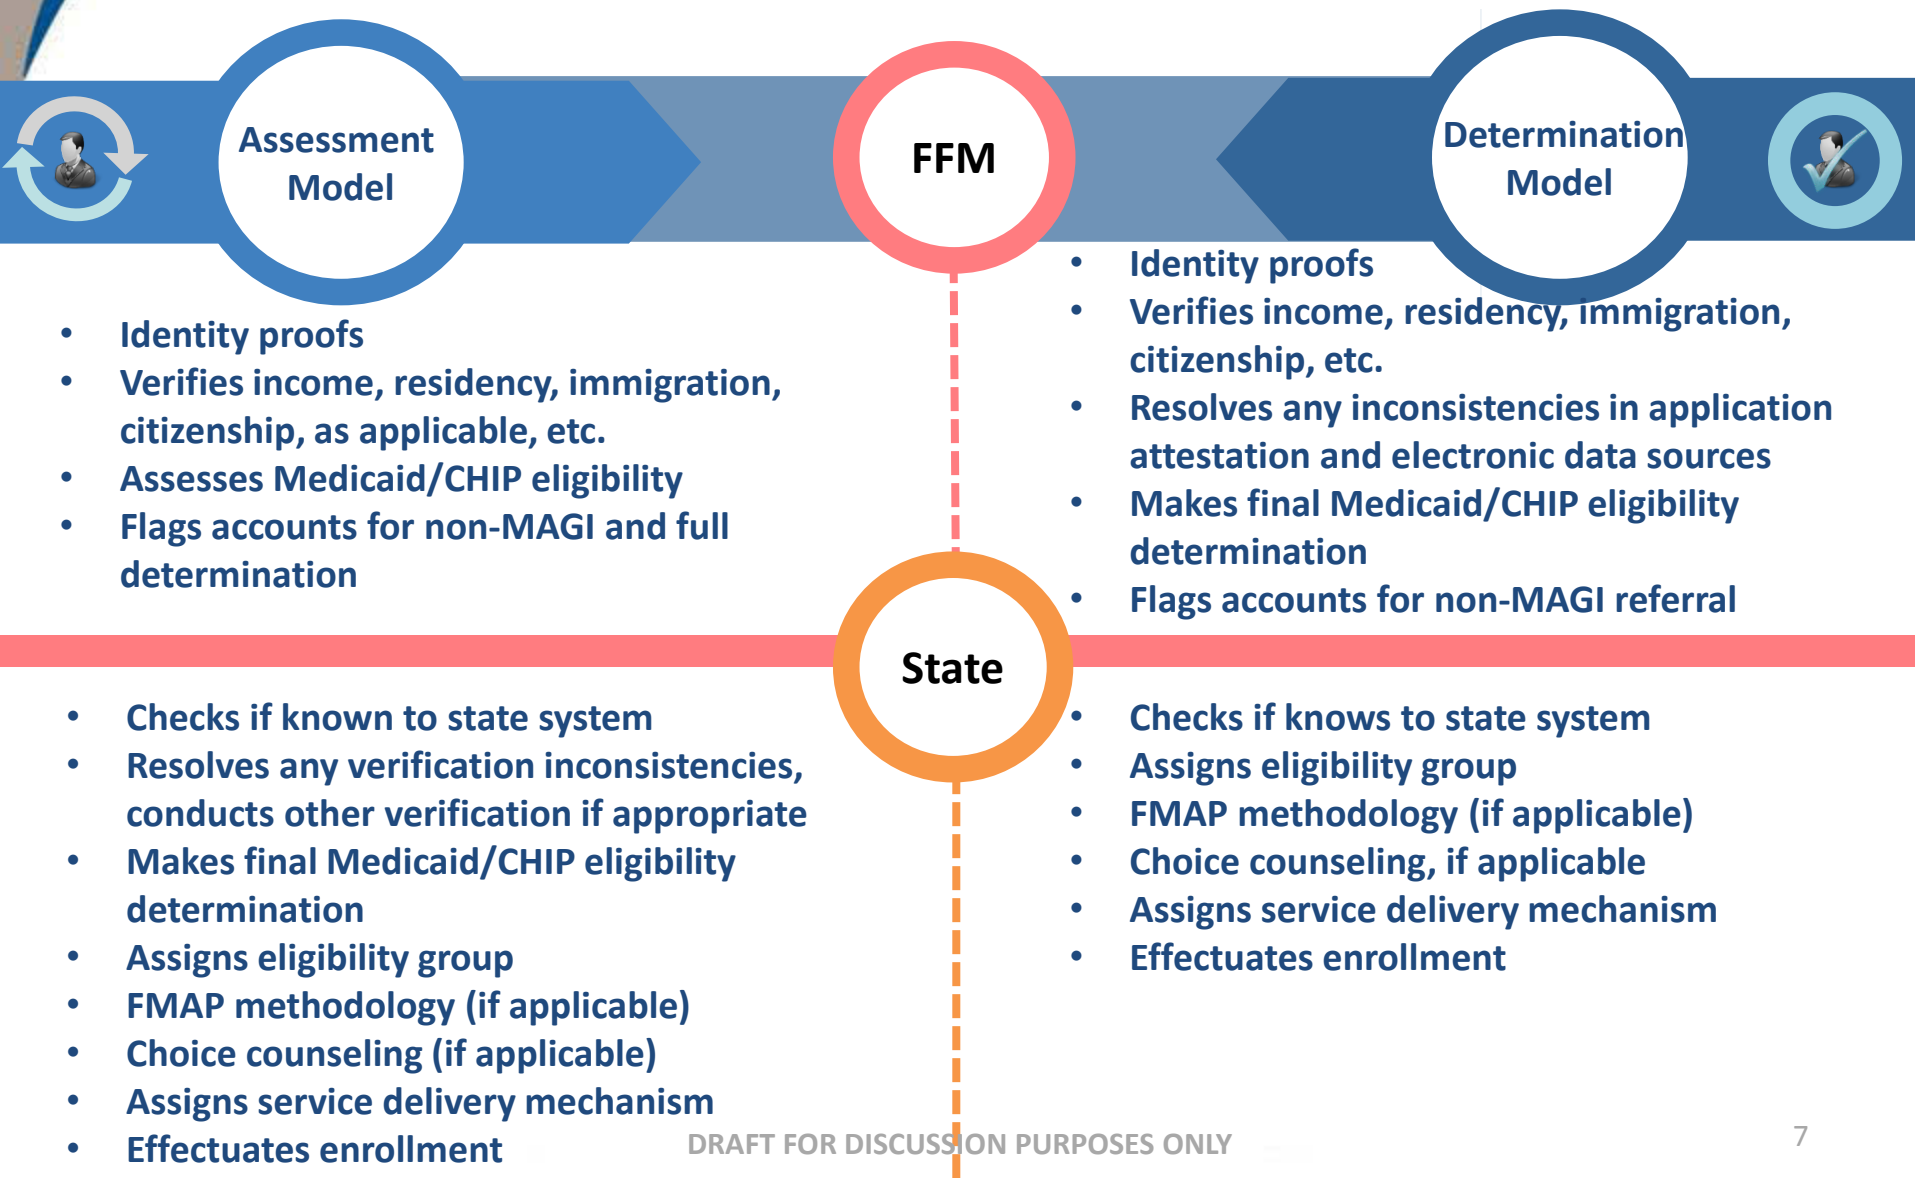 Assessment
Model
FFM
Determination
Model
• Identity proofs
• Verifies income, residency, immigration,
citizenship, as applicable, etc.
• Assesses Medicaid/CHIP eligibility
• Flags accounts for non-MAGI and full
determination
• Identity proofs
• Verifies income, residency, immigration,
citizenship, etc.
• Resolves any inconsistencies in application
attestation and electronic data sources
• Makes final Medicaid/CHIP eligibility
determination
• Flags accounts for non-MAGI referral
State
• Checks if known to state system
• Resolves any verification inconsistencies,
conducts other verification if appropriate
• Makes final Medicaid/CHIP eligibility
determination
• Assigns eligibility group
• FMAP methodology (if applicable)
• Choice counseling (if applicable)
• Assigns service delivery mechanism
• Effectuates enrollment
• Checks if knows to state system
• Assigns eligibility group
• FMAP methodology (if applicable)
• Choice counseling, if applicable
• Assigns service delivery mechanism
• Effectuates enrollment
DRAFT FOR DISCUSSION PURPOSES ONLY
7